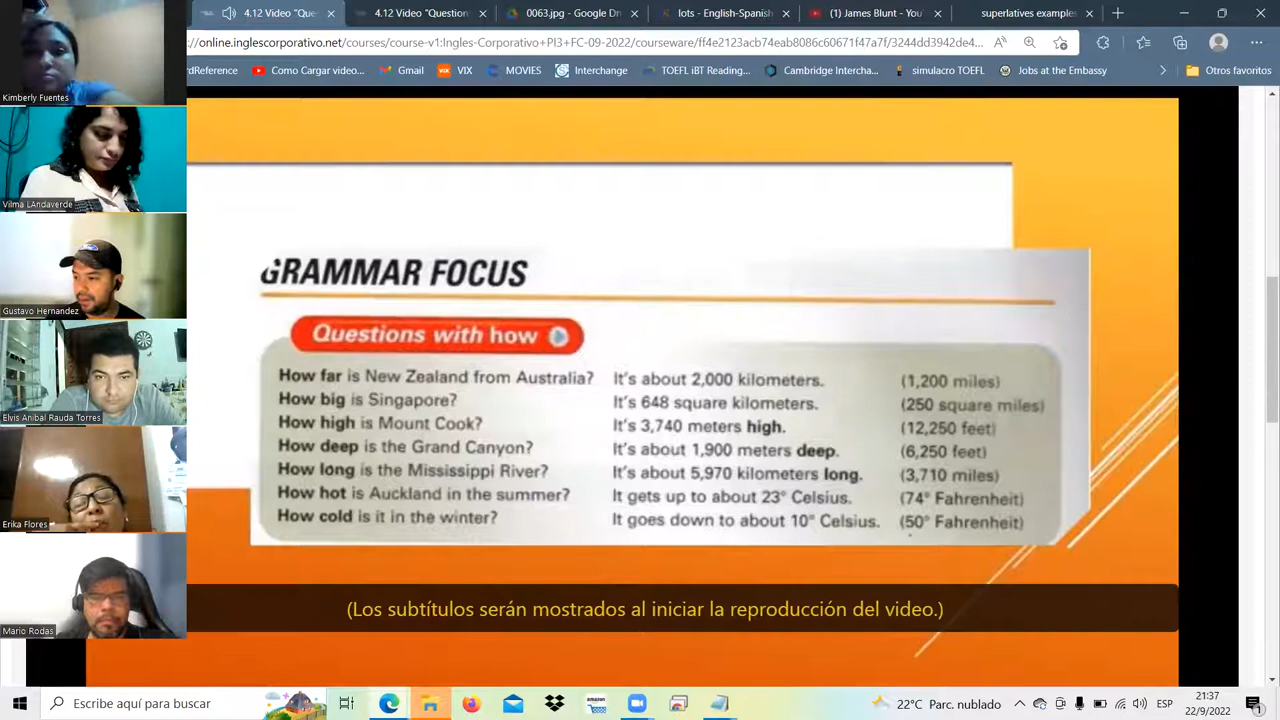 4.12 Video "Que
4.12 Video "Question
0063.jpg - Google Dri
lots - English-Spanish
(1) James Blunt - You
superlatives examples
//online.inglescorporativo.net/courses/course-v1:Ingles-Corporativo+PI3+FC-09-2022/courseware/ff4e2123acb74eab8086c60671f47a7f/3244dd3942de4...
rdReference
Como Cargar video...
Gmail
VIX
MOVIES
Interchange
TOEFL iBT Reading...
Cambridge Intercha...
simulacro TOEFL
Jobs at the Embassy
Otros favoritos
Kimberly Fuentes
Vilma LAndaverde
Gustavo Hernandez
Elvis Anibal Rauda Torres
Erika Flores
Mario Rodas
GRAMMAR FOCUS
Questions with how
How far is New Zealand from Australia? It's about 2,000 kilometers. (1,200 miles)
How big is Singapore? It's 648 square kilometers. (250 square miles)
How high is Mount Cook? It's 3,740 meters high. (12,250 feet)
How deep is the Grand Canyon? It's about 1,900 meters deep. (6,250 feet)
How long is the Mississippi River? It's about 5,970 kilometers long. (3,710 miles)
How hot is Auckland in the summer? It gets up to about 23° Celsius. (74° Fahrenheit)
How cold is it in the winter? It goes down to about 10° Celsius. (50° Fahrenheit)
(Los subtítulos serán mostrados al iniciar la reproducción del video.)
Escribe aquí para buscar
22°C Parc. nublado
ESP
21:37
22/9/2022
1